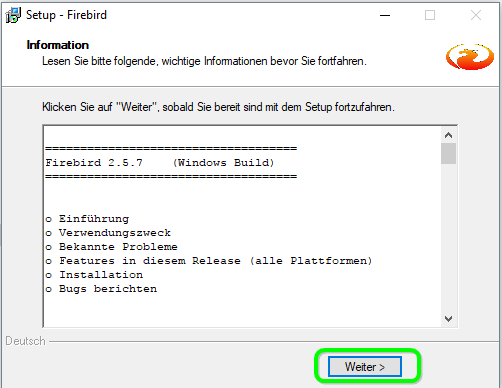 Setup - Firebird
Information
Lesen Sie bitte folgende, wichtige Informationen bevor Sie fortfahren.
Klicken Sie auf "Weiter", sobald Sie bereit sind mit dem Setup fortzufahren.
====================================
Firebird 2.5.7 (Windows Build)
====================================
o Einführung
o Verwendungszweck
o Bekannte Probleme
o Features in diesem Release (alle Plattformen)
o Installation
o Bugs berichten
Deutsch
Weiter >